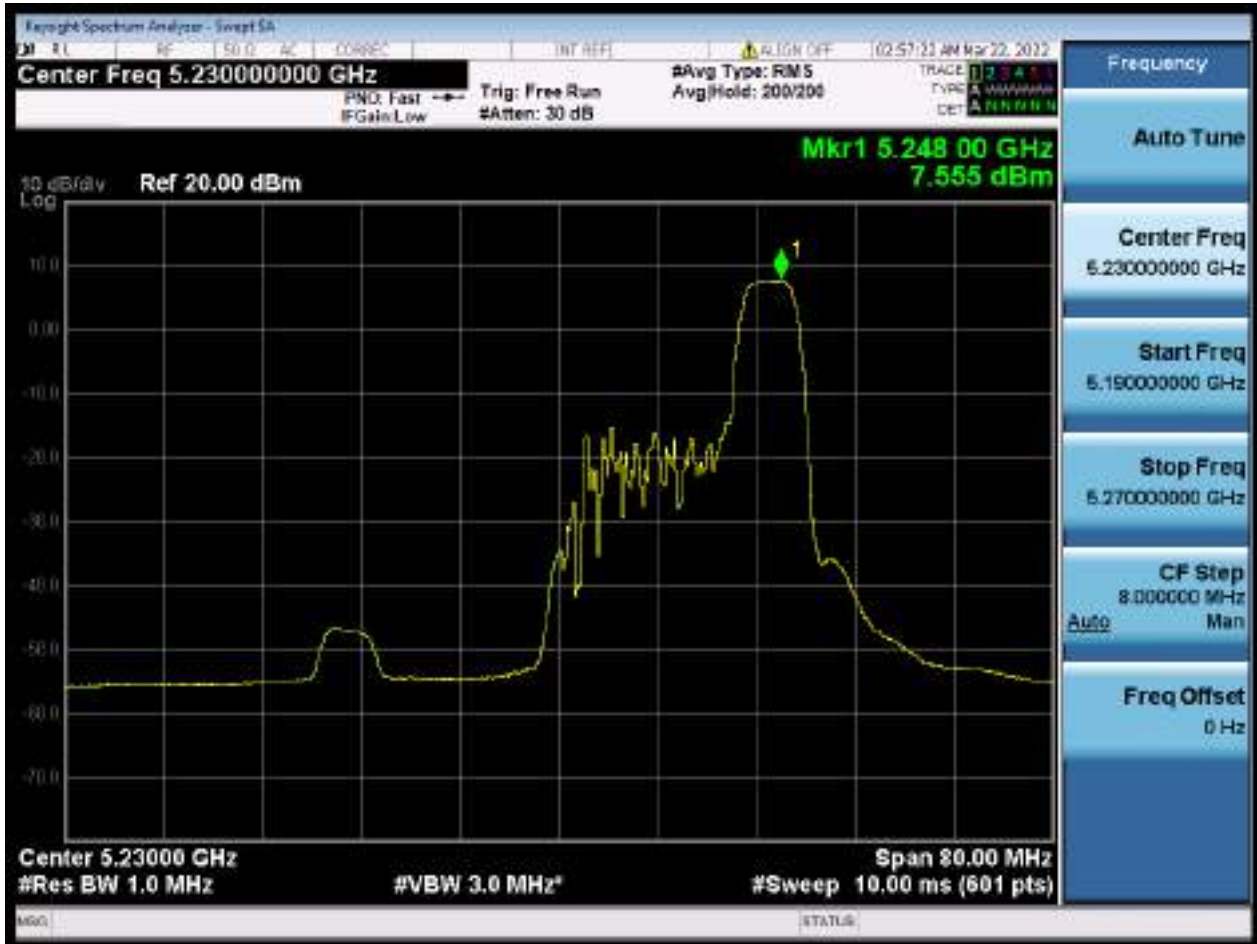 Keysight Spectrum Analyzer - Swept SA
RL RF 50 Ω AC CORREC INT REF ALIGN OFF 02:57:22 AM Mar 22, 2022
Center Freq 5.230000000 GHz
PNO: Fast
IFGain:Low
Trig: Free Run
#Atten: 30 dB
#Avg Type: RMS
Avg|Hold: 200/200
TRACE 1 2 3 4 5 6
TYPE A WWWWW
DET A N N N N N
Mkr1 5.248 00 GHz
7.555 dBm
10 dB/div Ref 20.00 dBm
Log
10.0
0.00
-10.0
-20.0
-30.0
-40.0
-50.0
-60.0
-70.0
1
Center 5.23000 GHz
Span 80.00 MHz
#Res BW 1.0 MHz
#VBW 3.0 MHz*
#Sweep 10.00 ms (601 pts)
MSG
STATUS
Frequency
Auto Tune
Center Freq
5.230000000 GHz
Start Freq
5.190000000 GHz
Stop Freq
5.270000000 GHz
CF Step
8.000000 MHz
Auto Man
Freq Offset
0 Hz